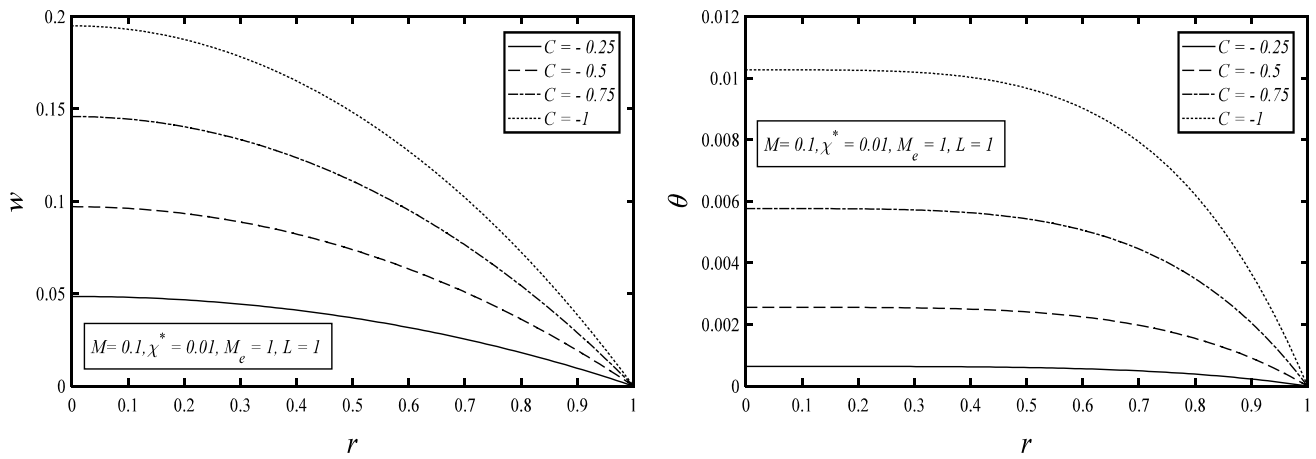 0.2
0.15
0.1
0.05
0
w
C = - 0.25
C = - 0.5
C = - 0.75
C = -1
M= 0.1,χ* = 0.01, Me = 1, L = 1
0 0.1 0.2 0.3 0.4 0.5 0.6 0.7 0.8 0.9 1
r
0.012
0.01
0.008
0.006
0.004
0.002
0
θ
C = - 0.25
C = - 0.5
C = - 0.75
C = -1
M= 0.1,χ* = 0.01, Me = 1, L = 1
0 0.1 0.2 0.3 0.4 0.5 0.6 0.7 0.8 0.9 1
r